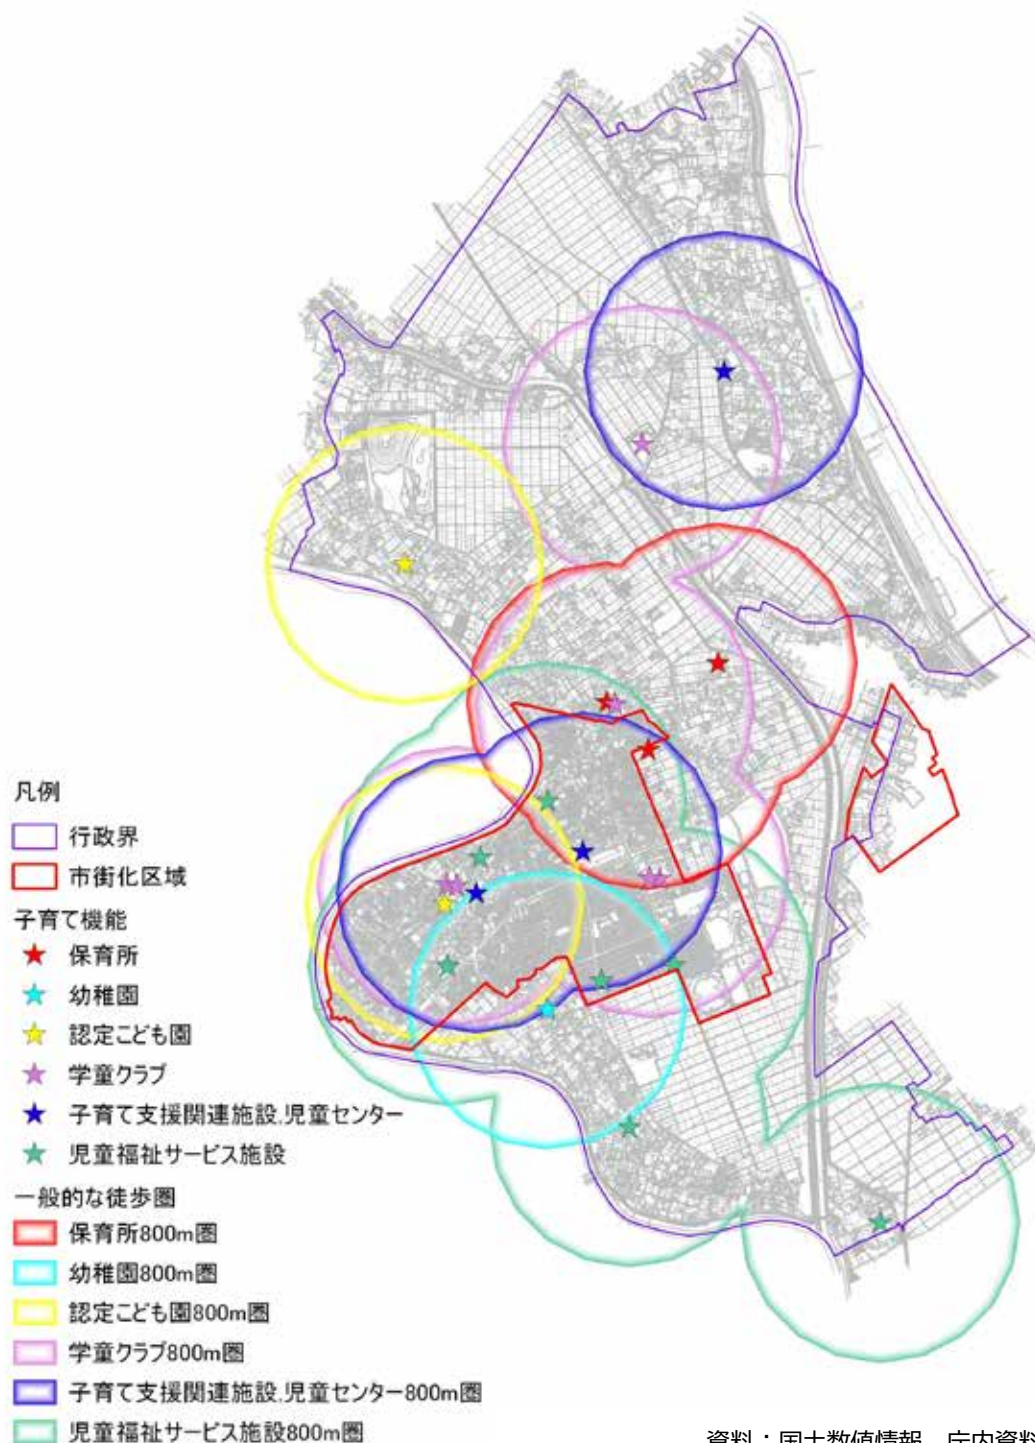 凡例
行政界
市街化区域
子育て機能
保育所
幼稚園
認定こども園
学童クラブ
子育て支援関連施設,児童センター
児童福祉サービス施設
一般的な徒歩圏
保育所800m圏
幼稚園800m圏
認定こども園800m圏
学童クラブ800m圏
子育て支援関連施設,児童センター800m圏
児童福祉サービス施設800m圏
資料：国土数値情報、庁内資料